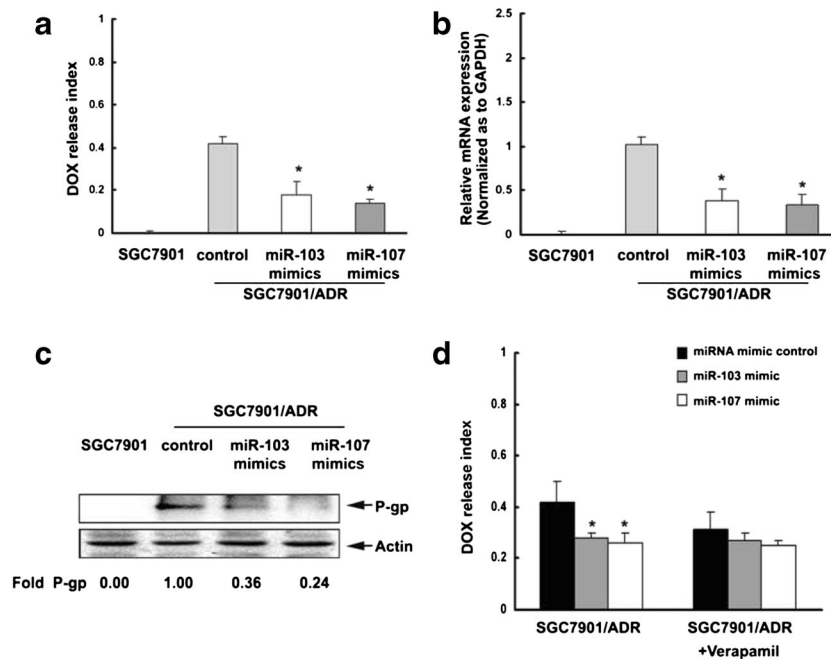 a
DOX release index
1
0.8
0.6
0.4
0.2
0
*
*
SGC7901 control miR-103 mimics miR-107 mimics
SGC7901/ADR
b
Relative mRNA expression
(Normalized as to GAPDH)
2.5
2
1.5
1
0.5
0
*
*
SGC7901 control miR-103 mimics miR-107 mimics
SGC7901/ADR
c
SGC7901/ADR
SGC7901 control miR-103 mimics miR-107 mimics
P-gp
Actin
Fold P-gp 0.00 1.00 0.36 0.24
d
DOX release index
1
0.8
0.6
0.4
0.2
0
miRNA mimic control
miR-103 mimic
miR-107 mimic
* *
SGC7901/ADR SGC7901/ADR
+Verapamil